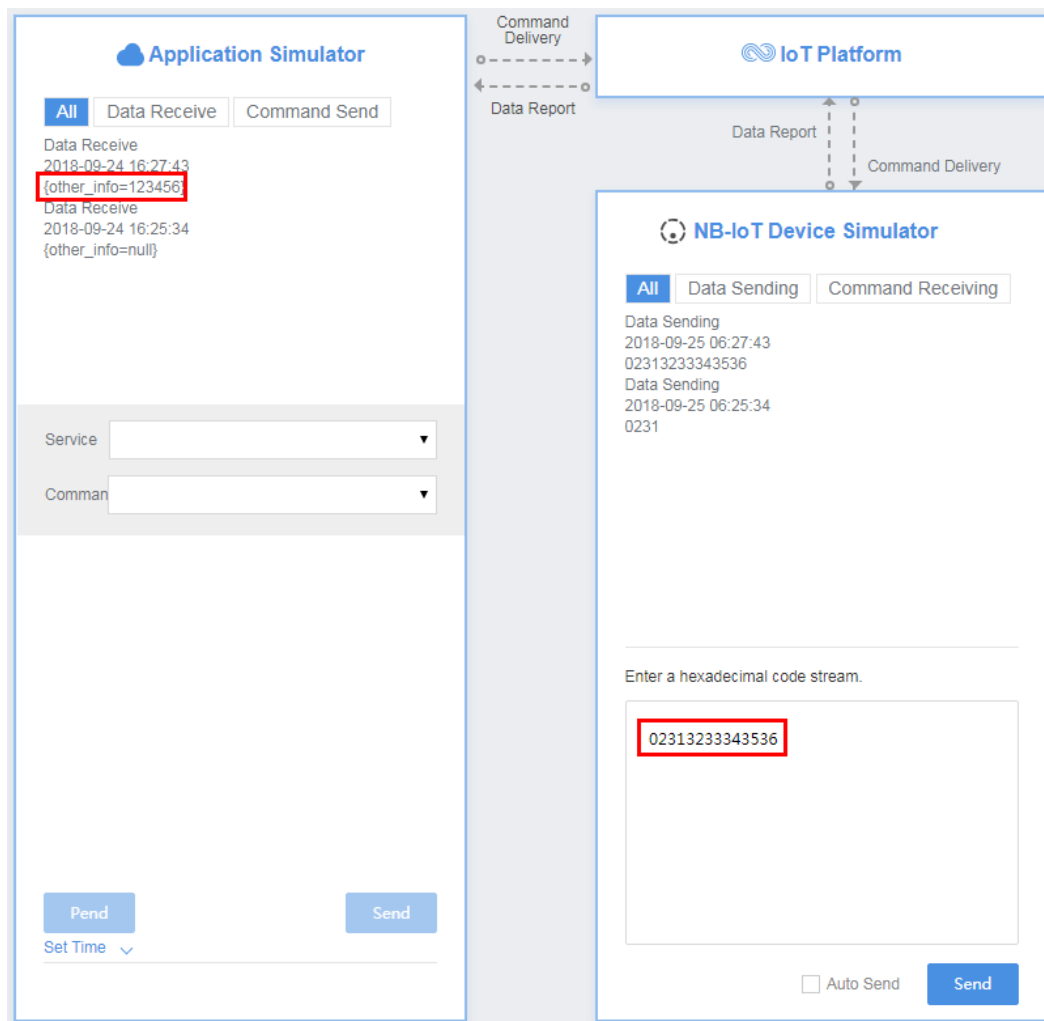 Application Simulator
All
Data Receive
Command Send
Data Receive
2018-09-24 16:27:43
{other_info=123456}
Data Receive
2018-09-24 16:25:34
{other_info=null}
Service
Comman
Pend
Send
Set Time
Command
Delivery
Data Report
IoT Platform
Data Report
Command Delivery
NB-IoT Device Simulator
All
Data Sending
Command Receiving
Data Sending
2018-09-25 06:27:43
02313233343536
Data Sending
2018-09-25 06:25:34
0231
Enter a hexadecimal code stream.
02313233343536
Auto Send
Send